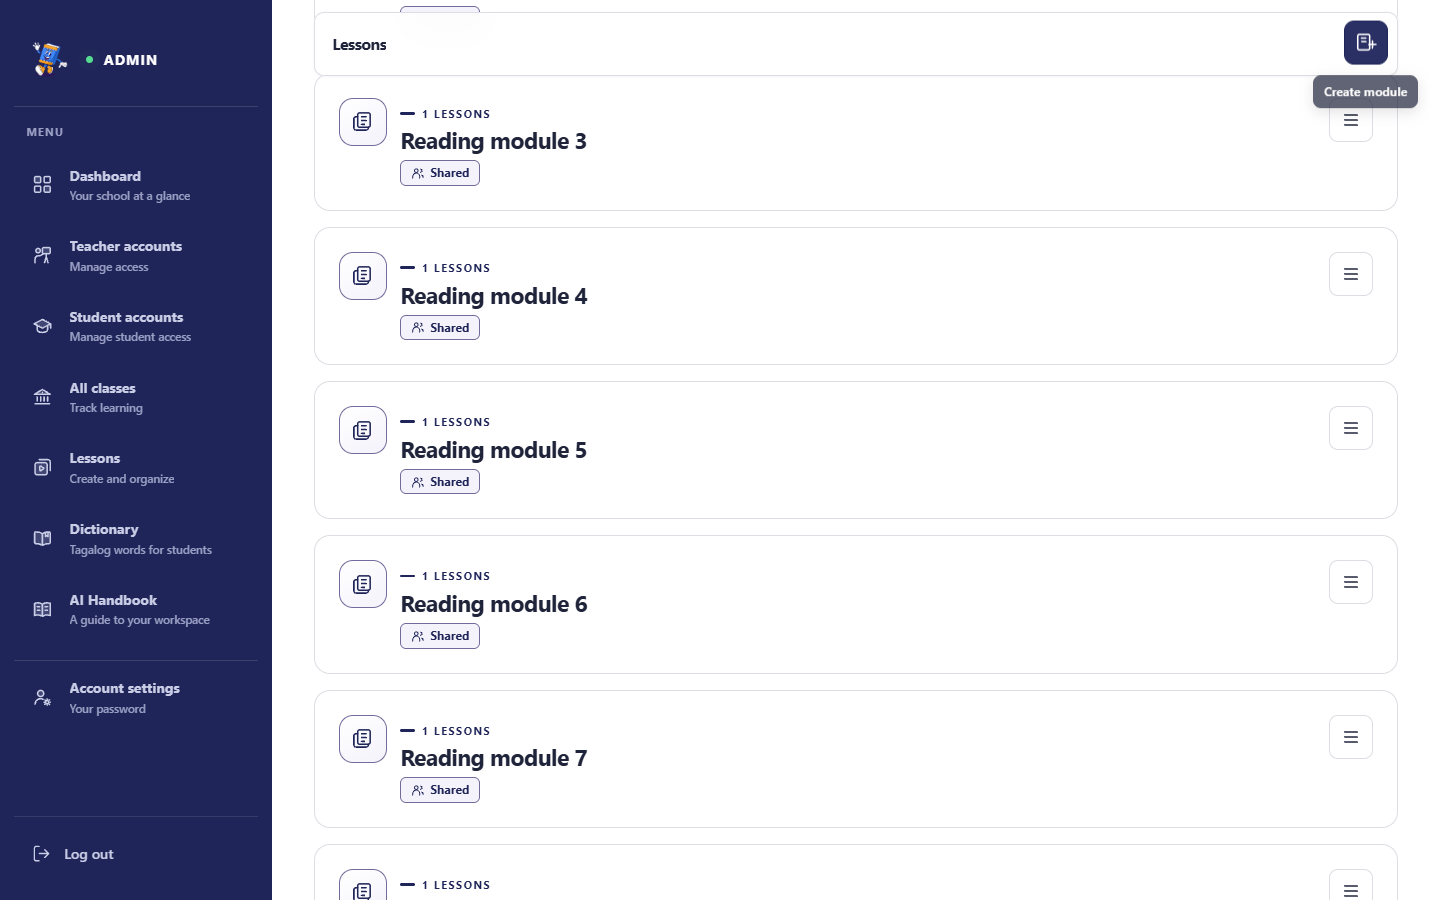 ADMIN
MENU
Dashboard
Your school at a glance
Teacher accounts
Manage access
Student accounts
Manage student access
All classes
Track learning
Lessons
Create and organize
Dictionary
Tagalog words for students
AI Handbook
A guide to your workspace
Account settings
Your password
Log out
Lessons
Create module
1 LESSONS
Reading module 3
Shared
1 LESSONS
Reading module 4
Shared
1 LESSONS
Reading module 5
Shared
1 LESSONS
Reading module 6
Shared
1 LESSONS
Reading module 7
Shared
1 LESSONS